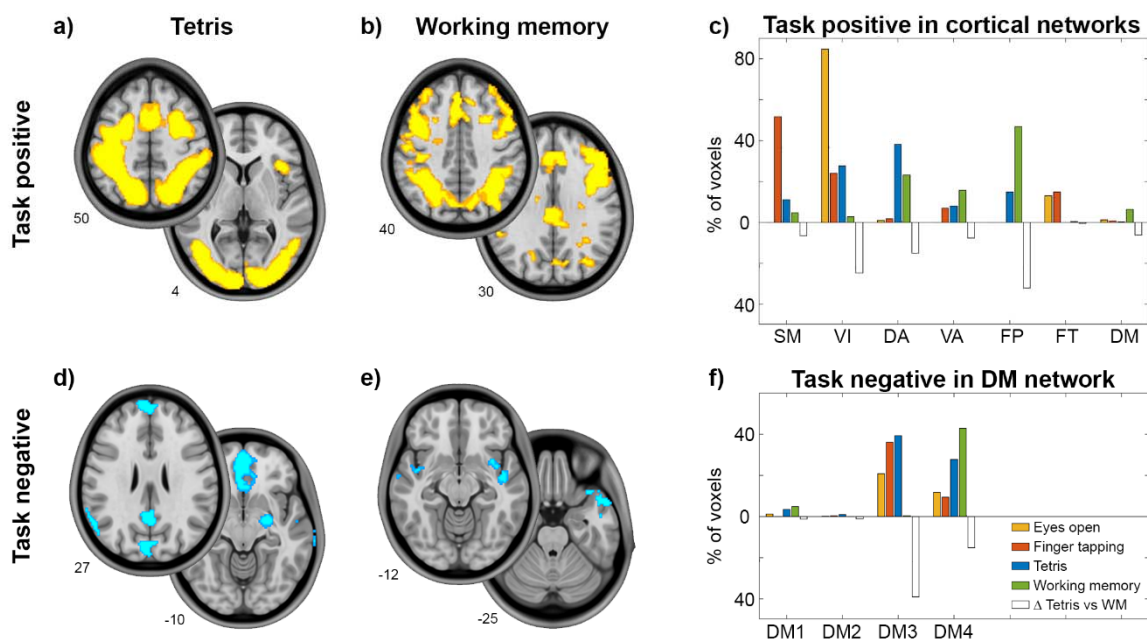 a) Tetris
b) Working memory
c) Task positive in cortical networks
Task positive
50
4
40
30
% of voxels
80
40
0
40
SM VI DA VA FP FT DM
d)
e)
f) Task negative in DM network
Task negative
27
-10
-12
-25
% of voxels
40
0
40
Eyes open
Finger tapping
Tetris
Working memory
Δ Tetris vs WM
DM1 DM2 DM3 DM4